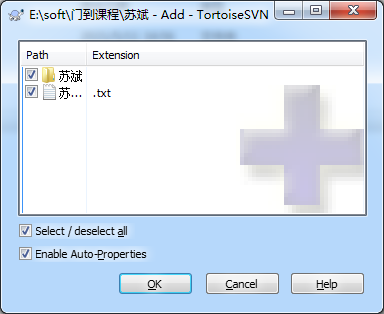 E:\soft\门到课程\苏斌 - Add - TortoiseSVN
Path Extension
苏斌
苏... .txt
Select / deselect all
Enable Auto-Properties
OK Cancel Help